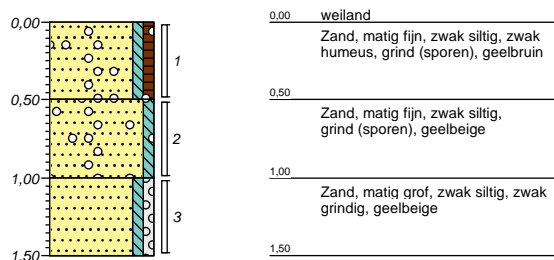 0,00
0,50
1,00
1,50
1
2
3
0,00 weiland
Zand, matig fijn, zwak siltig, zwak
humeus, grind (sporen), geelbruin
0,50
Zand, matig fijn, zwak siltig,
grind (sporen), geelbeige
1,00
Zand, matig grof, zwak siltig, zwak
grindig, geelbeige
1,50